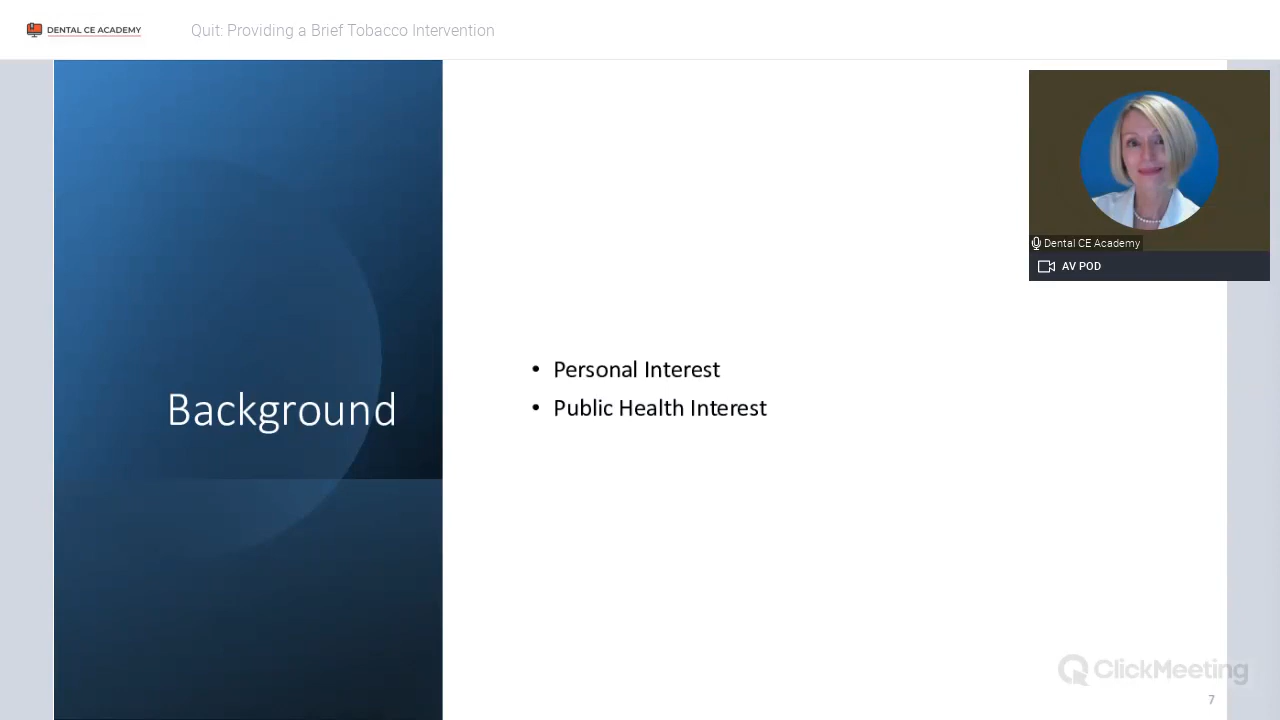 DENTAL CE ACADEMY
Quit: Providing a Brief Tobacco Intervention
Dental CE Academy
AV POD
Background
• Personal Interest
• Public Health Interest
ClickMeeting
7